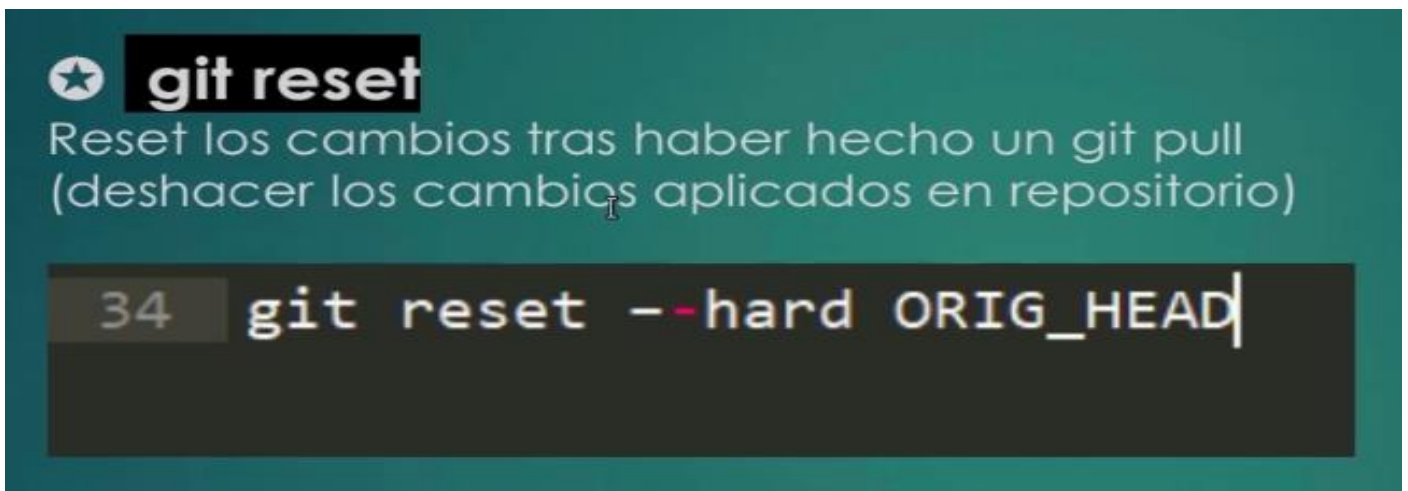 git reset
Reset los cambios tras haber hecho un git pull
(deshacer los cambios aplicados en repositorio)
34 git reset –-hard ORIG_HEAD